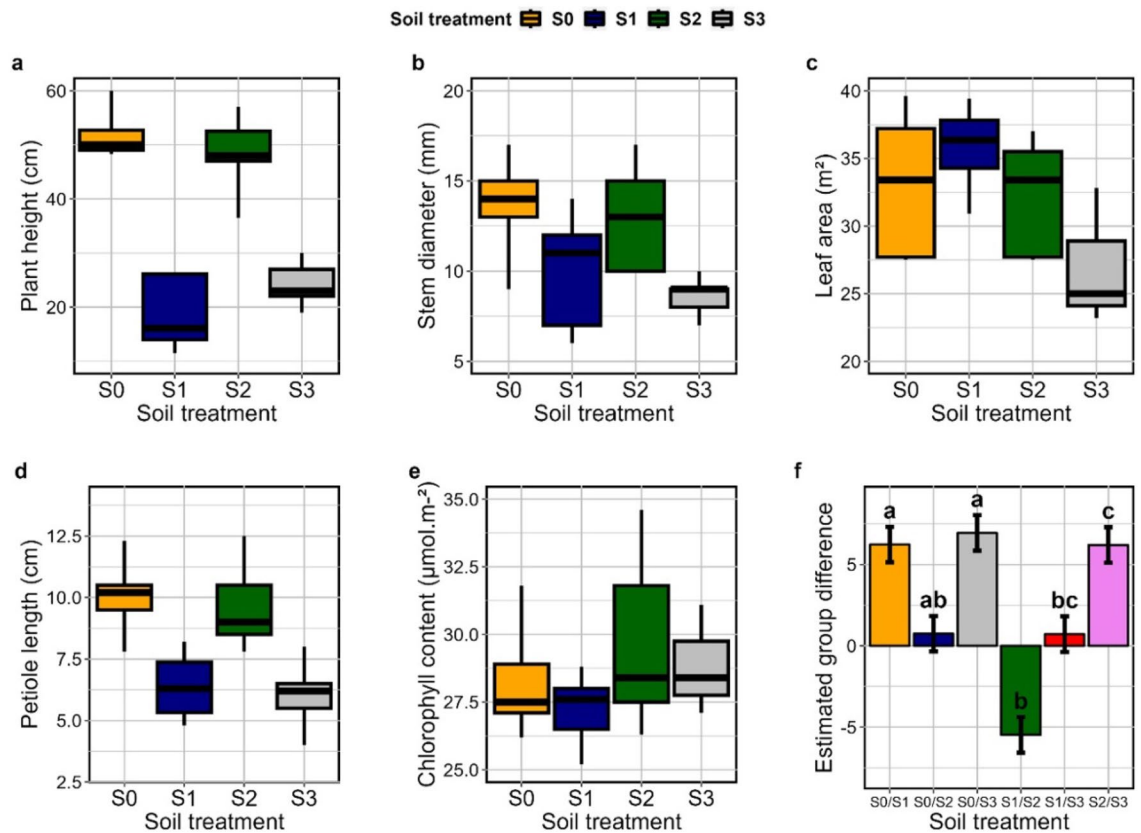 Soil treatment S0 S1 S2 S3
a
60
40
20
Plant height (cm)
S0 S1 S2 S3
Soil treatment
b
20
15
10
5
Stem diameter (mm)
S0 S1 S2 S3
Soil treatment
c
40
35
30
25
20
Leaf area (m²)
S0 S1 S2 S3
Soil treatment
d
12.5
10.0
7.5
5.0
2.5
Petiole length (cm)
S0 S1 S2 S3
Soil treatment
e
35.0
32.5
30.0
27.5
25.0
Chlorophyll content (µmol.m-²)
S0 S1 S2 S3
Soil treatment
f
5
0
-5
Estimated group difference
a ab a b bc c
S0/S1 S0/S2 S0/S3 S1/S2 S1/S3 S2/S3
Soil treatment